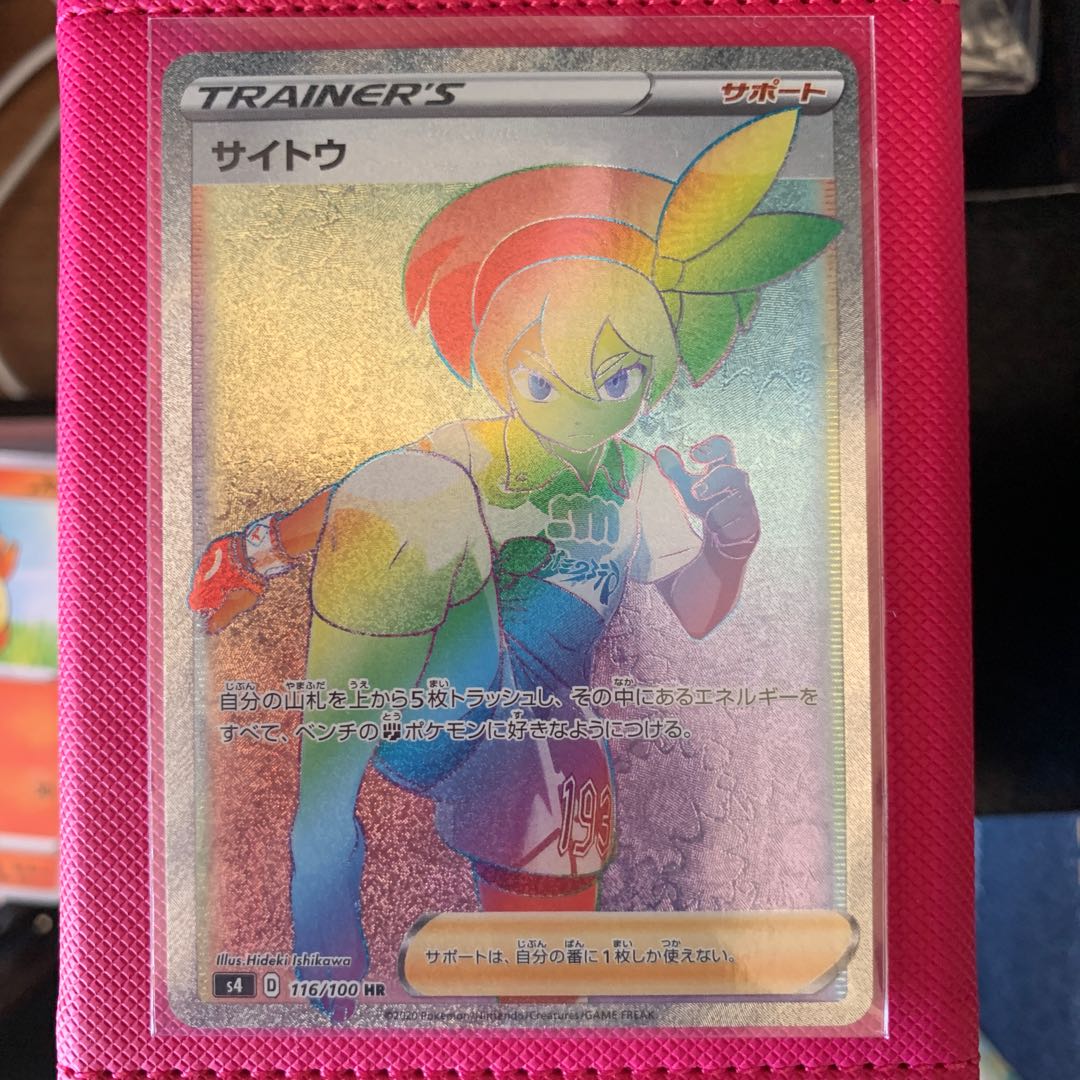 TRAINER'S
サポート
サイトウ
193
自分の山札を上から5枚トラッシュし、その中にあるエネルギーを
すべて、ベンチのポケモンに好きなようにつける。
サポートは、自分の番に1枚しか使えない。
Illus.Hideki Ishikawa
s4 D 116/100 HR
©2020 Pokémon/Nintendo/Creatures/GAME FREAK